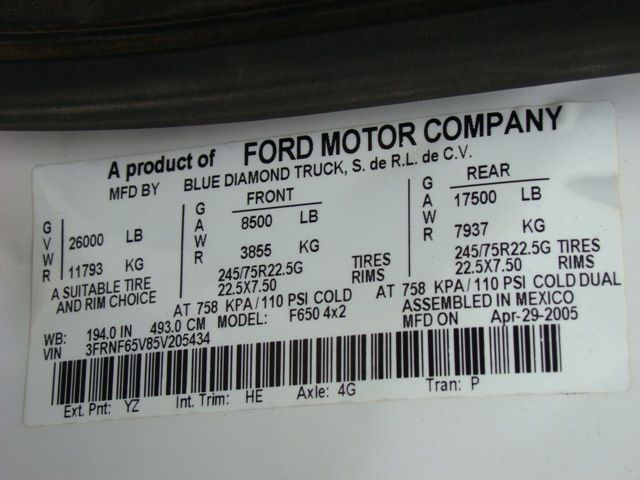 A product of FORD MOTOR COMPANY
MFD BY BLUE DIAMOND TRUCK, S. de R.L. de C.V.
GVWR 26000 LB
11793 KG
A SUITABLE TIRE
AND RIM CHOICE
FRONT
GAWR 8500 LB
3855 KG
245/75R22.5G TIRES
22.5X7.50 RIMS
AT 758 KPA/110 PSI COLD
REAR
GAWR 17500 LB
7937 KG
245/75R22.5G TIRES
22.5X7.50 RIMS
AT 758 KPA/110 PSI COLD DUAL
ASSEMBLED IN MEXICO
WB: 194.0 IN 493.0 CM MODEL: F650 4x2 MFD ON Apr-29-2005
VIN 3FRNF65V85V205434
Ext. Pnt: YZ Int. Trim: HE Axle: 4G Tran: P